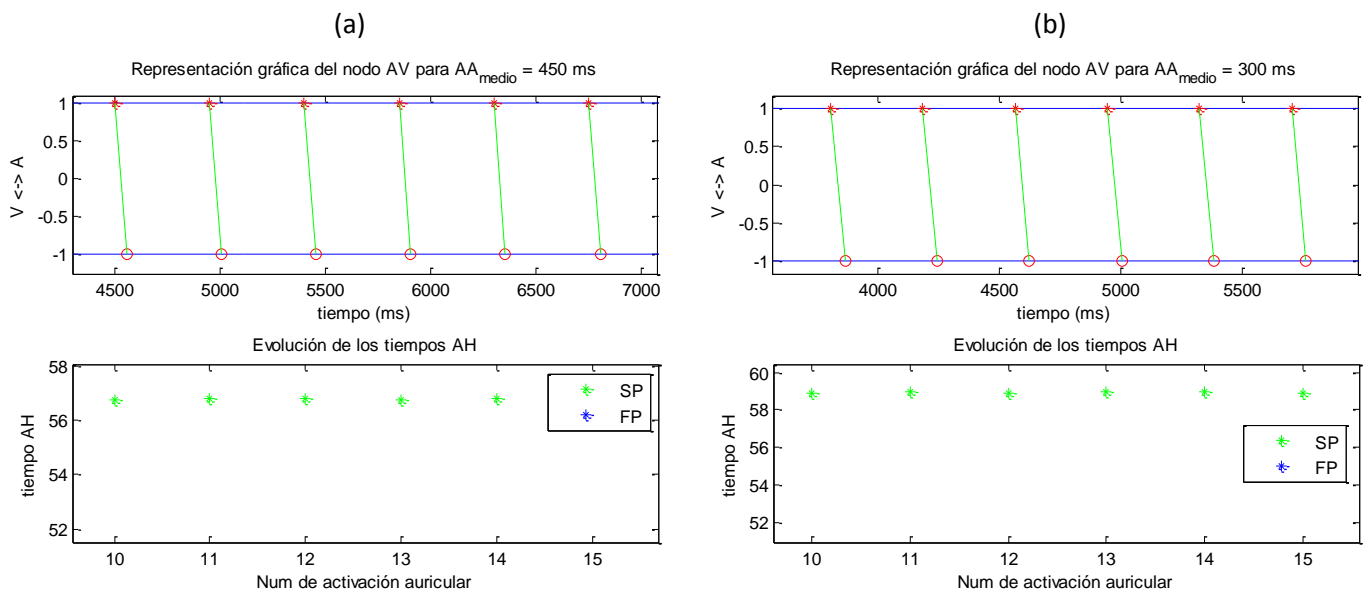 (a)
Representación gráfica del nodo AV para AA_medio = 450 ms
1
0.5
0
-0.5
-1
V <-> A
4500 5000 5500 6000 6500 7000
tiempo (ms)
Evolución de los tiempos AH
58
56
54
52
tiempo AH
SP
FP
10 11 12 13 14 15
Num de activación auricular
(b)
Representación gráfica del nodo AV para AA_medio = 300 ms
1
0.5
0
-0.5
-1
V <-> A
4000 4500 5000 5500
tiempo (ms)
Evolución de los tiempos AH
60
58
56
54
52
tiempo AH
SP
FP
10 11 12 13 14 15
Num de activación auricular